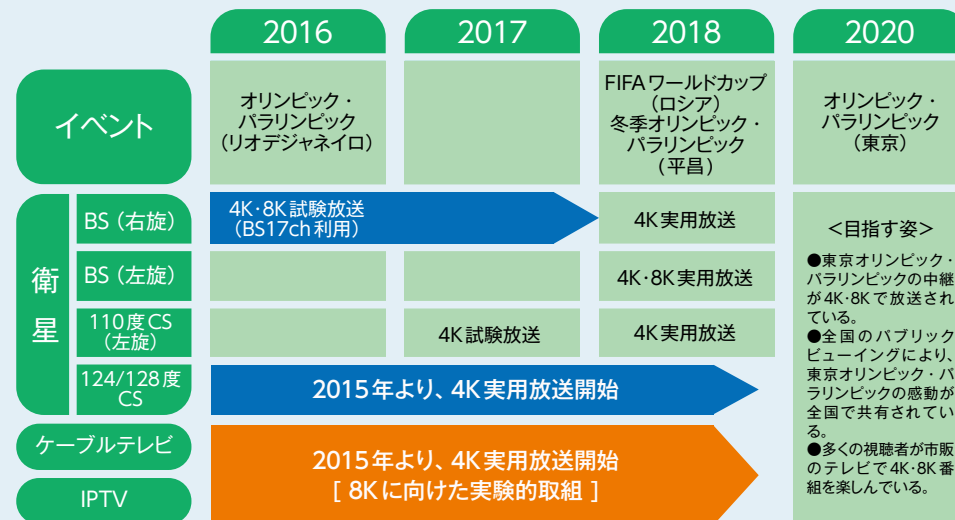 2016
2017
2018
2020
イベント
オリンピック・
パラリンピック
(リオデジャネイロ)
FIFAワールドカップ
(ロシア)
冬季オリンピック・
パラリンピック
(平昌)
オリンピック・
パラリンピック
(東京)
衛星
BS(右旋)
4K・8K試験放送
(BS17ch利用)
4K実用放送
BS(左旋)
4K・8K実用放送
110度CS
(左旋)
4K試験放送
4K実用放送
124/128度
CS
2015年より、4K実用放送開始
ケーブルテレビ
IPTV
2015年より、4K実用放送開始
[ 8Kに向けた実験的取組 ]
<目指す姿>
●東京オリンピック・
パラリンピックの中継
が4K・8Kで放送され
ている。
●全国のパブリック
ビューイングにより、
東京オリンピック・パ
ラリンピックの感動が
全国で共有されてい
る。
●多くの視聴者が市販
のテレビで4K・8K番
組を楽しんでいる。